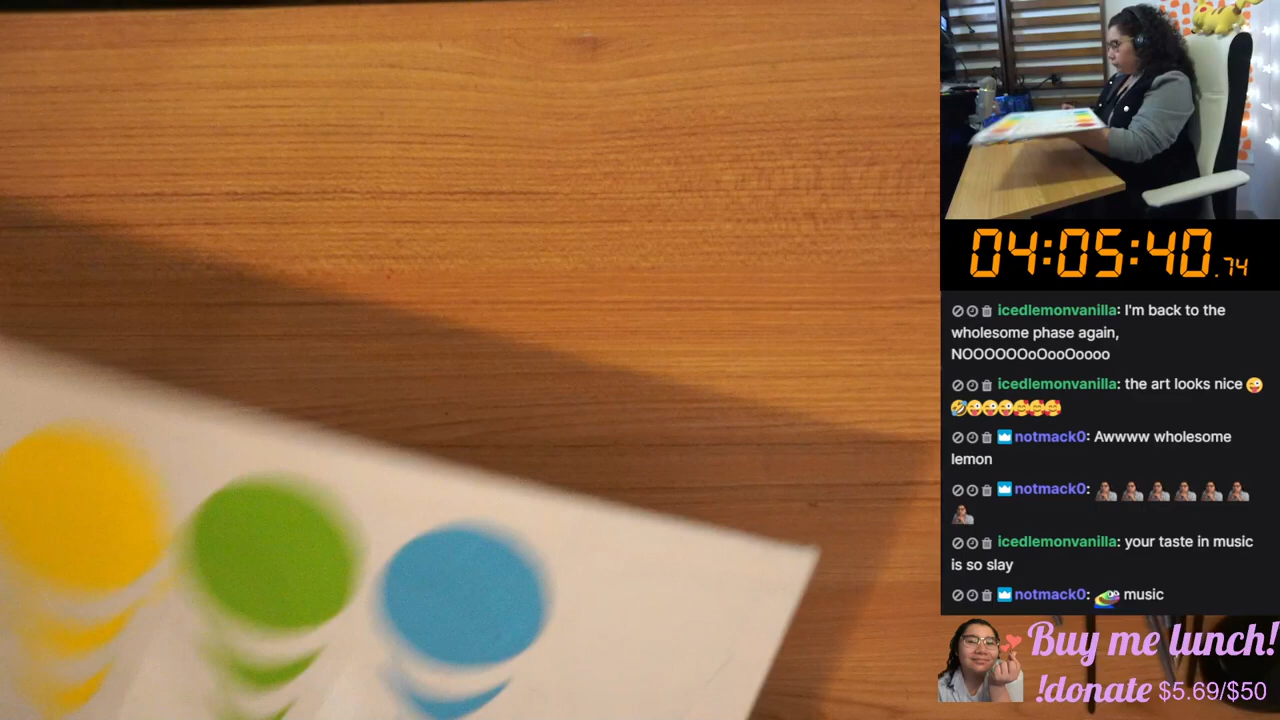 04:05:40.74
icedlemonvanilla: I'm back to the
wholesome phase again,
NOOOOOOoOooOoooo
icedlemonvanilla: the art looks nice 😜
🤣😜😜😜🥰🥰🥰
notmack0: Awwww wholesome
lemon
notmack0:
icedlemonvanilla: your taste in music
is so slay
notmack0: music
Buy me lunch!
!donate $5.69/$50